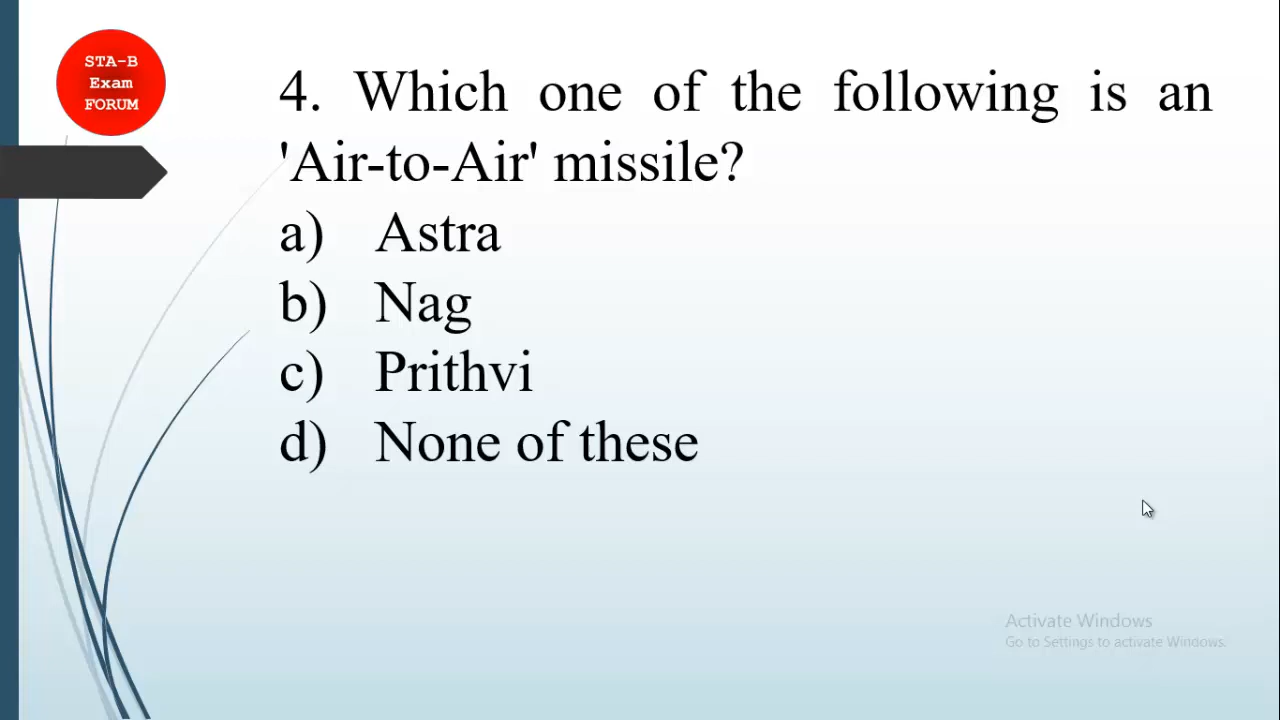 STA-B
Exam
FORUM
4. Which one of the following is an
'Air-to-Air' missile?
a) Astra
b) Nag
c) Prithvi
d) None of these
Activate Windows
Go to Settings to activate Windows.